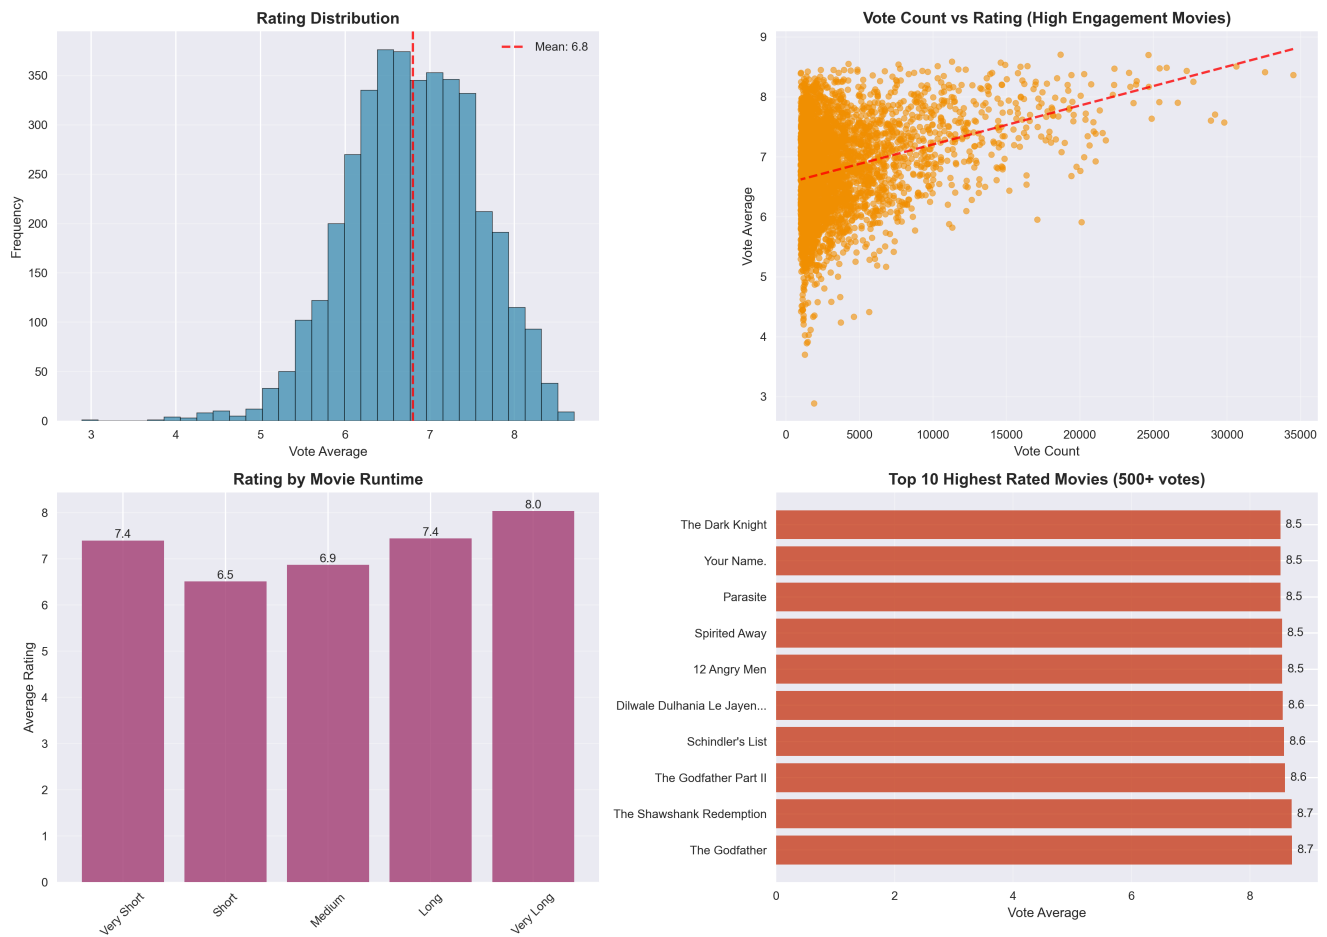 Rating Distribution
Mean: 6.8
Frequency
350
300
250
200
150
100
50
0
3
4
5
6
7
8
Vote Average
Vote Count vs Rating (High Engagement Movies)
Vote Average
9
8
7
6
5
4
3
0
5000
10000
15000
20000
25000
30000
35000
Vote Count
Rating by Movie Runtime
Average Rating
8
7
6
5
4
3
2
1
0
7.4
6.5
6.9
7.4
8.0
Very Short
Short
Medium
Long
Very Long
Top 10 Highest Rated Movies (500+ votes)
The Dark Knight 8.5
Your Name. 8.5
Parasite 8.5
Spirited Away 8.5
12 Angry Men 8.5
Dilwale Dulhania Le Jayen... 8.6
Schindler's List 8.6
The Godfather Part II 8.6
The Shawshank Redemption 8.7
The Godfather 8.7
0
2
4
6
8
Vote Average